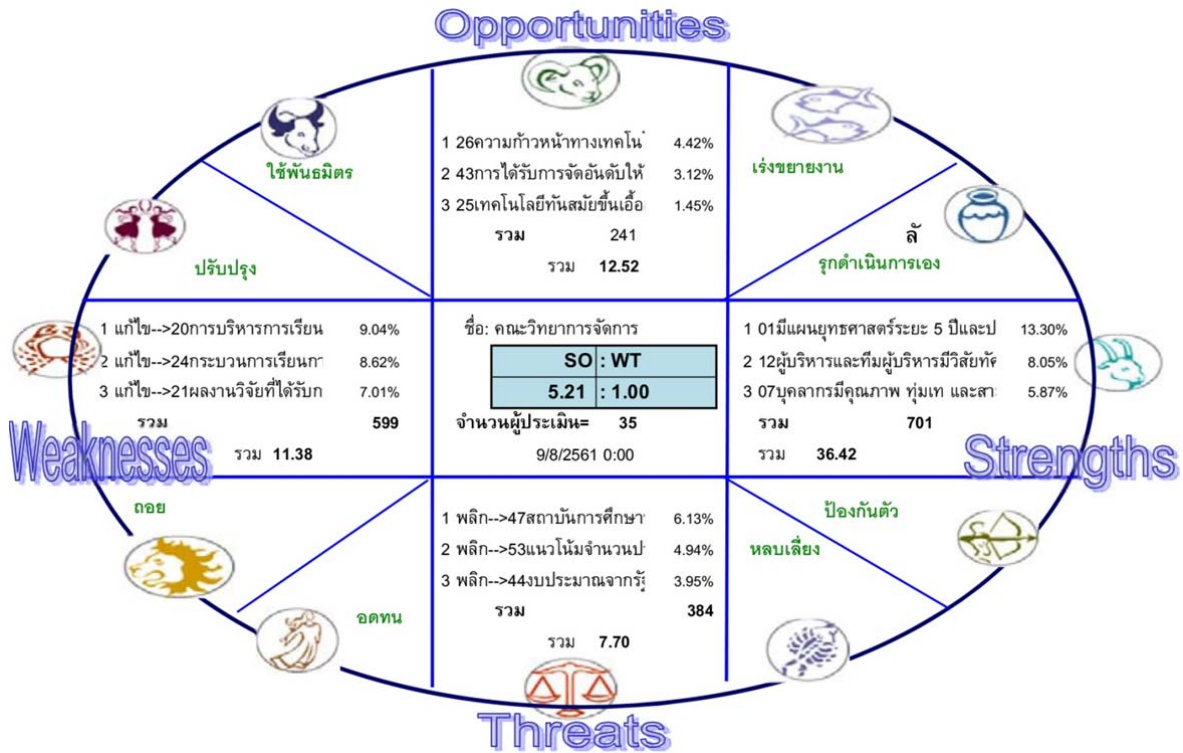 Opportunities
1 26ความก้าวหน้าทางเทคโน 4.42%
2 43การได้รับการจัดอันดับให้ 3.12%
3 25เทคโนโลยีทันสมัยขึ้นเอื้อ 1.45%
รวม 241
รวม 12.52
ใช้พันธมิตร
ปรับปรุง
เร่งขยายงาน
ลั
รุกดำเนินการเอง
1 แก้ไข-->20การบริหารการเรียน 9.04%
2 แก้ไข-->24กระบวนการเรียนกา 8.62%
3 แก้ไข-->21ผลงานวิจัยที่ได้รับก 7.01%
รวม 599
Weaknesses
รวม 11.38
ชื่อ: คณะวิทยาการจัดการ
SO : WT
5.21 : 1.00
จำนวนผู้ประเมิน= 35
9/8/2561 0:00
1 01มีแผนยุทธศาสตร์ระยะ 5 ปีและป 13.30%
2 12ผู้บริหารและทีมผู้บริหารมีวิสัยทัศ 8.05%
3 07บุคลากรมีคุณภาพ ทุ่มเท และสา 5.87%
รวม 701
รวม 36.42
Strengths
ถอย
อดทน
1 พลิก-->47สถาบันการศึกษา 6.13%
2 พลิก-->53แนวโน้มจำนวนป 4.94%
3 พลิก-->44งบประมาณจากรัฐ 3.95%
รวม 384
รวม 7.70
ป้องกันตัว
หลบเลี่ยง
Threats